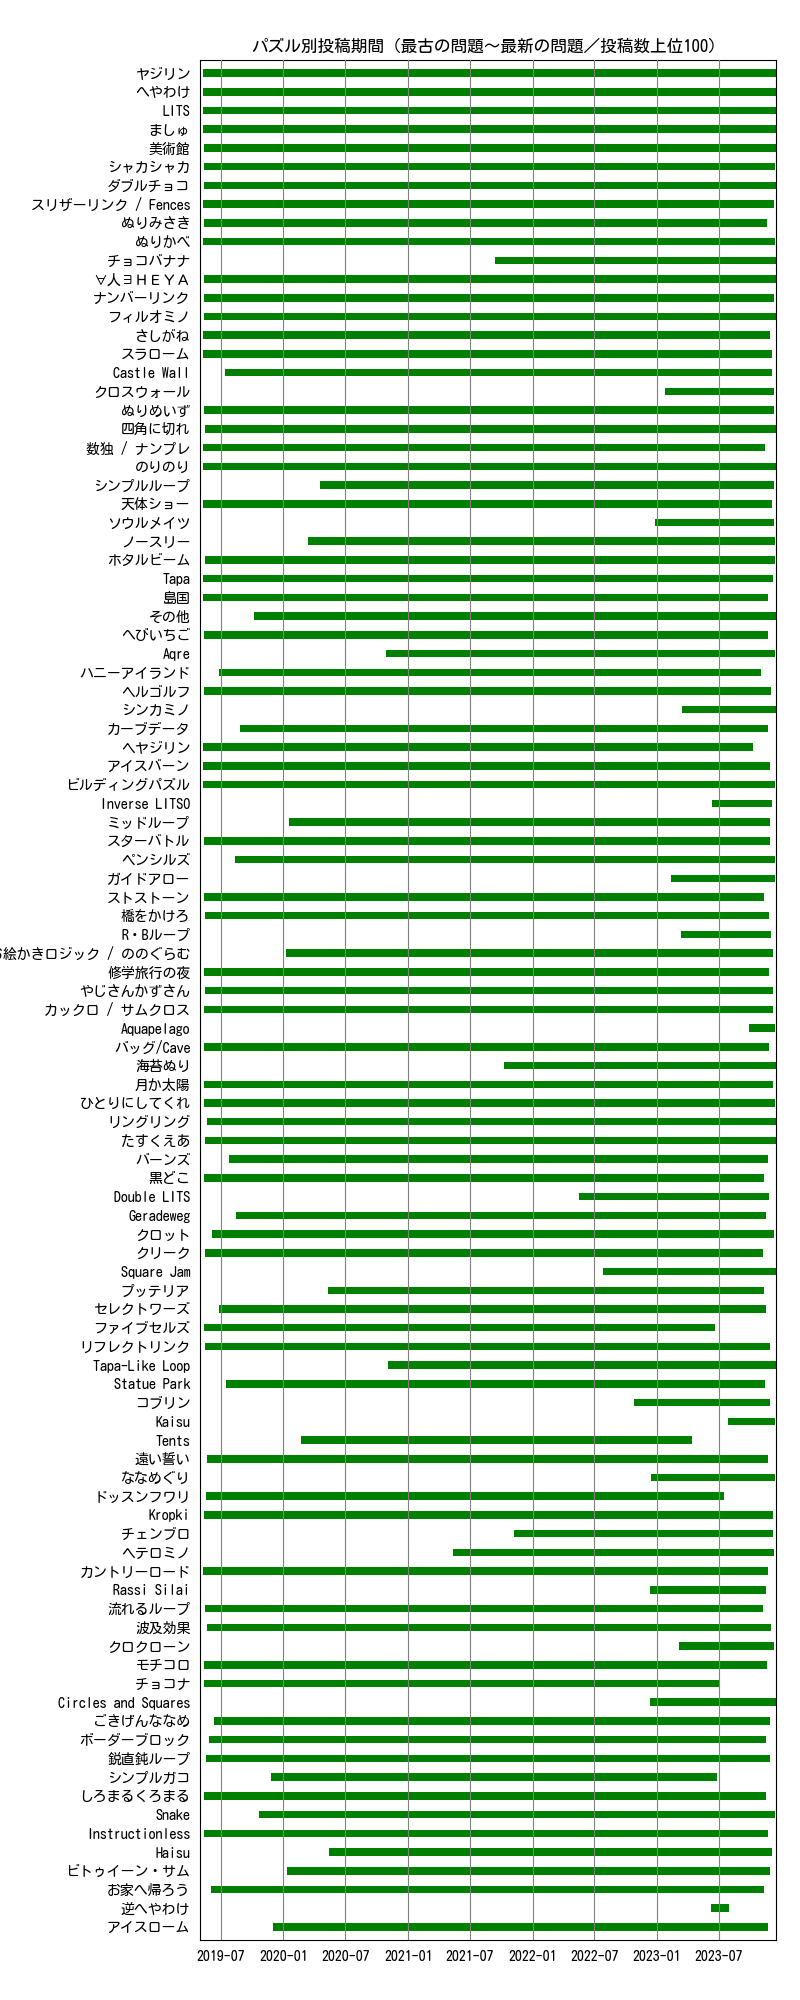 パズル別投稿期間（最古の問題～最新の問題／投稿数上位100）
ヤジリン
へやわけ
LITS
ましゅ
美術館
シャカシャカ
ダブルチョコ
スリザーリンク / Fences
ぬりみさき
ぬりかべ
チョコバナナ
∀人∃ＨＥＹＡ
ナンバーリンク
フィルオミノ
さしがね
スラローム
Castle Wall
クロスウォール
ぬりめいず
四角に切れ
数独 / ナンプレ
のりのり
シンプルループ
天体ショー
ソウルメイツ
ノースリー
ホタルビーム
Tapa
島国
その他
へびいちご
Aqre
ハニーアイランド
ヘルゴルフ
シンカミノ
カーブデータ
ヘヤジリン
アイスバーン
ビルディングパズル
Inverse LITSO
ミッドループ
スターバトル
ペンシルズ
ガイドアロー
ストストーン
橋をかけろ
R・Bループ
絵かきロジック / ののぐらむ
修学旅行の夜
やじさんかずさん
カックロ / サムクロス
Aquapelago
バッグ/Cave
海苔ぬり
月か太陽
ひとりにしてくれ
リングリング
たすくえあ
バーンズ
黒どこ
Double LITS
Geradeweg
クロット
クリーク
Square Jam
プッテリア
セレクトワーズ
ファイブセルズ
リフレクトリンク
Tapa-Like Loop
Statue Park
コブリン
Kaisu
Tents
遠い誓い
ななめぐり
ドッスンフワリ
Kropki
チェンブロ
ヘテロミノ
カントリーロード
Rassi Silai
流れるループ
波及効果
クロクローン
モチコロ
チョコナ
Circles and Squares
ごきげんななめ
ボーダーブロック
鋭直鈍ループ
シンプルガコ
しろまるくろまる
Snake
Instructionless
Haisu
ビトゥイーン・サム
お家へ帰ろう
逆へやわけ
アイスローム
2019-07 2020-01 2020-07 2021-01 2021-07 2022-01 2022-07 2023-01 2023-07